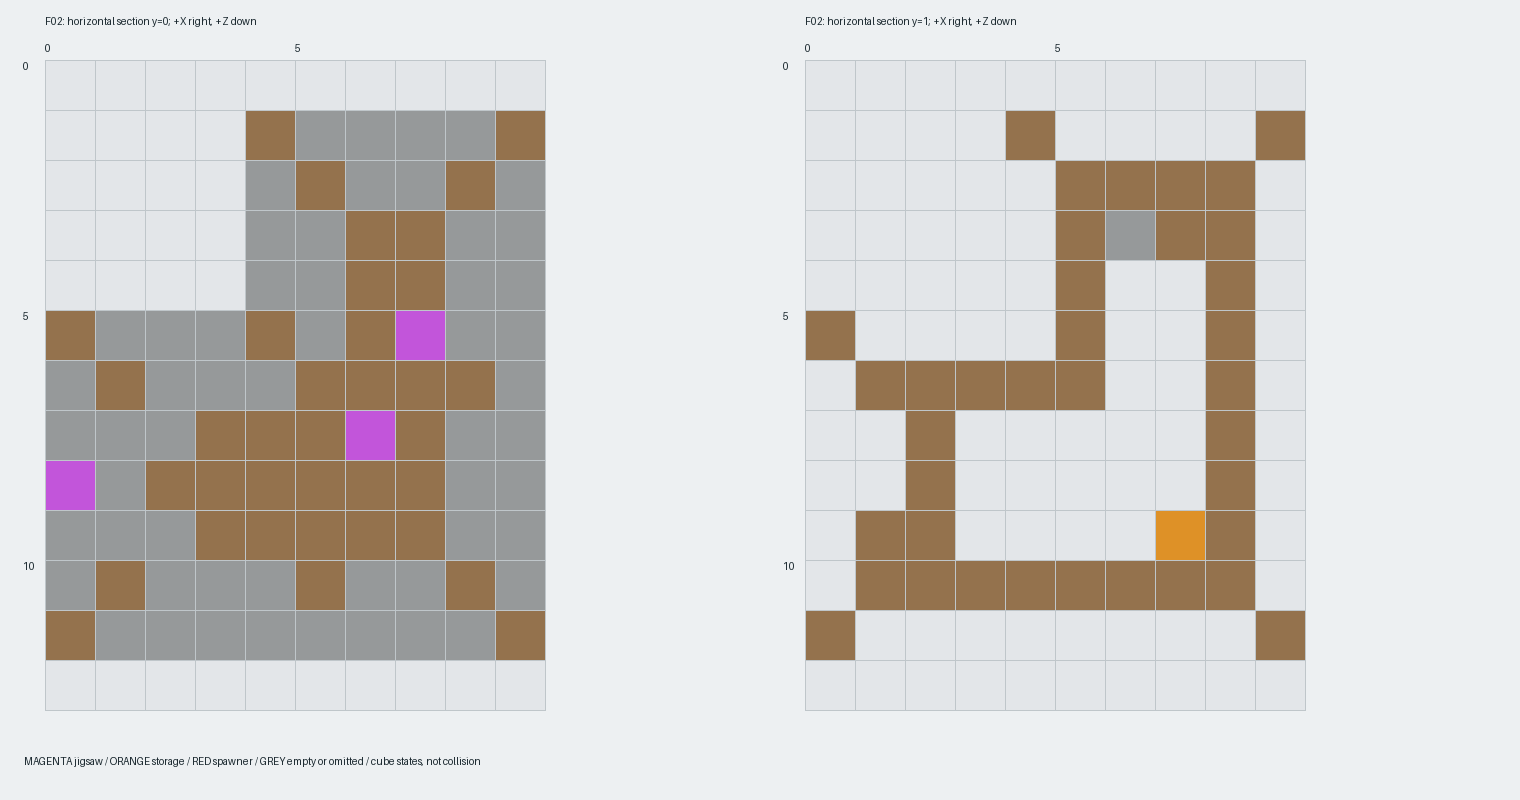 F02: horizontal section y=0; +X right, +Z down
0 5
0
5
10
F02: horizontal section y=1; +X right, +Z down
0 5
0
5
10
MAGENTA jigsaw / ORANGE storage / RED spawner / GREY empty or omitted / cube states, not collision